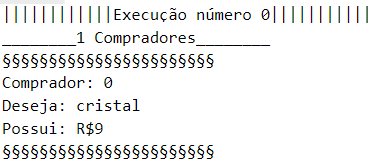 ||||||||||||Execução número 0|||||||||||
________1 Compradores________
§§§§§§§§§§§§§§§§§§§§§§§
Comprador: 0
Deseja: cristal
Possui: R$9
§§§§§§§§§§§§§§§§§§§§§§§